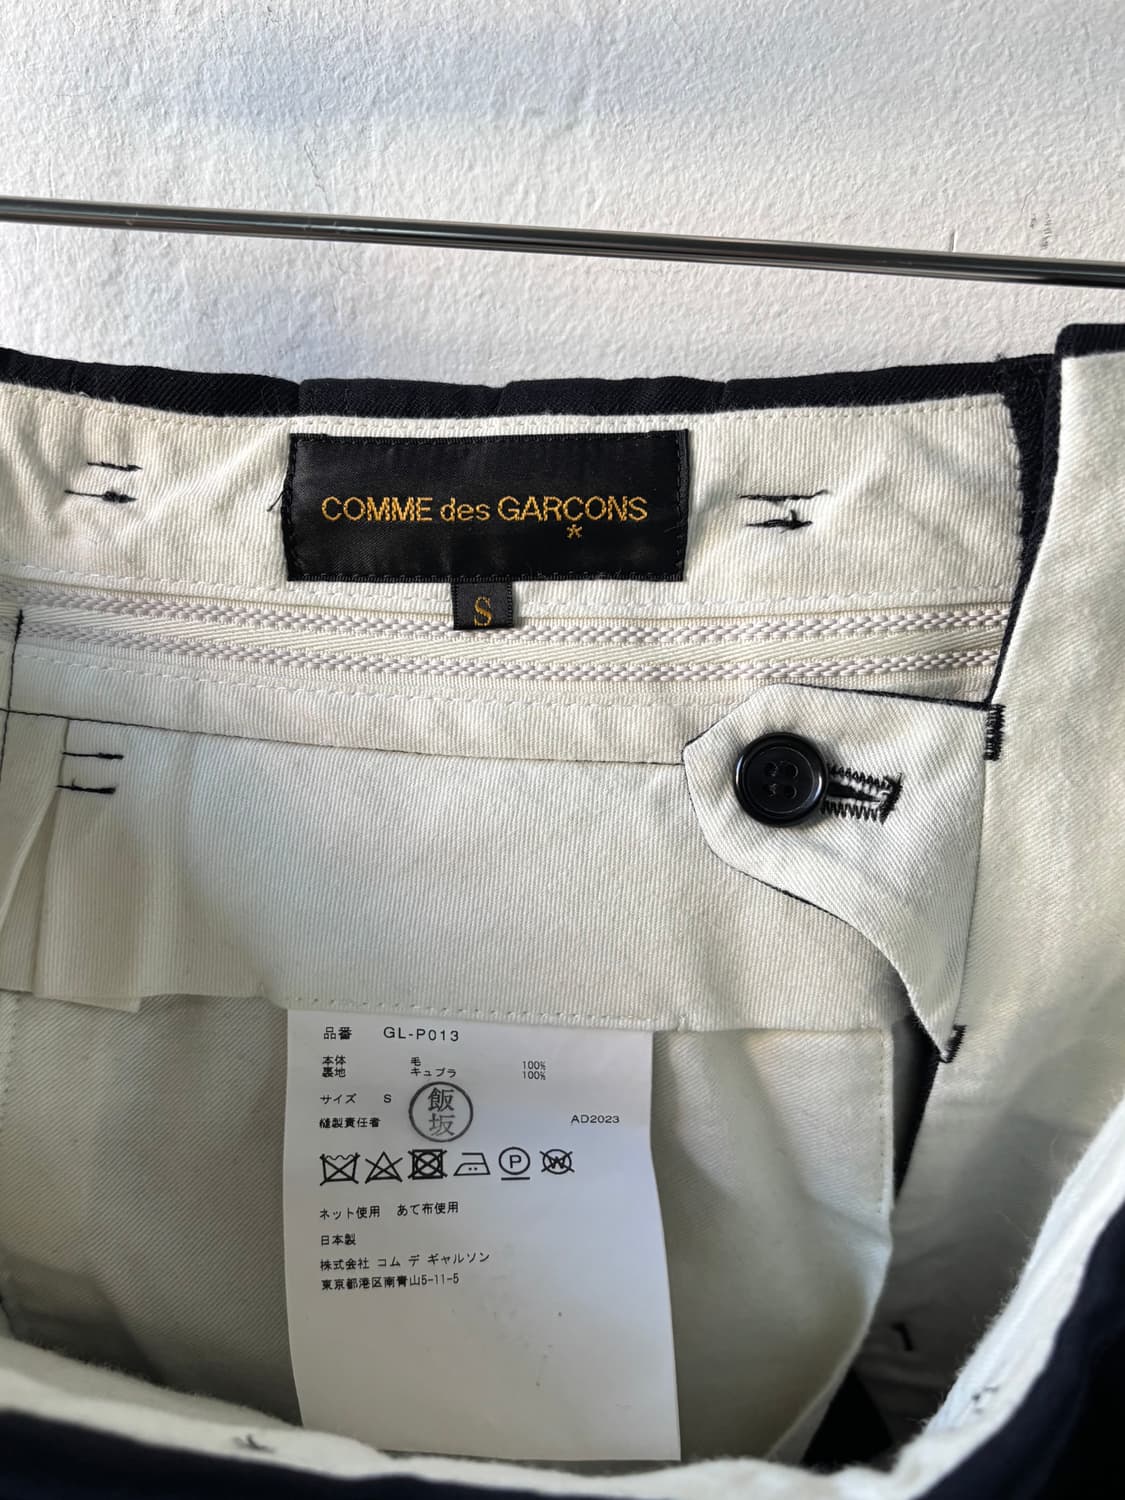 COMME des GARÇONS
*
S
品番 GL-P013
本体 毛 100%
裏地 キュプラ 100%
サイズ S
飯坂
縫製責任者 AD2023
P W
ネット使用 あて布使用
日本製
株式会社 コム デ ギャルソン
東京都港区南青山5-11-5